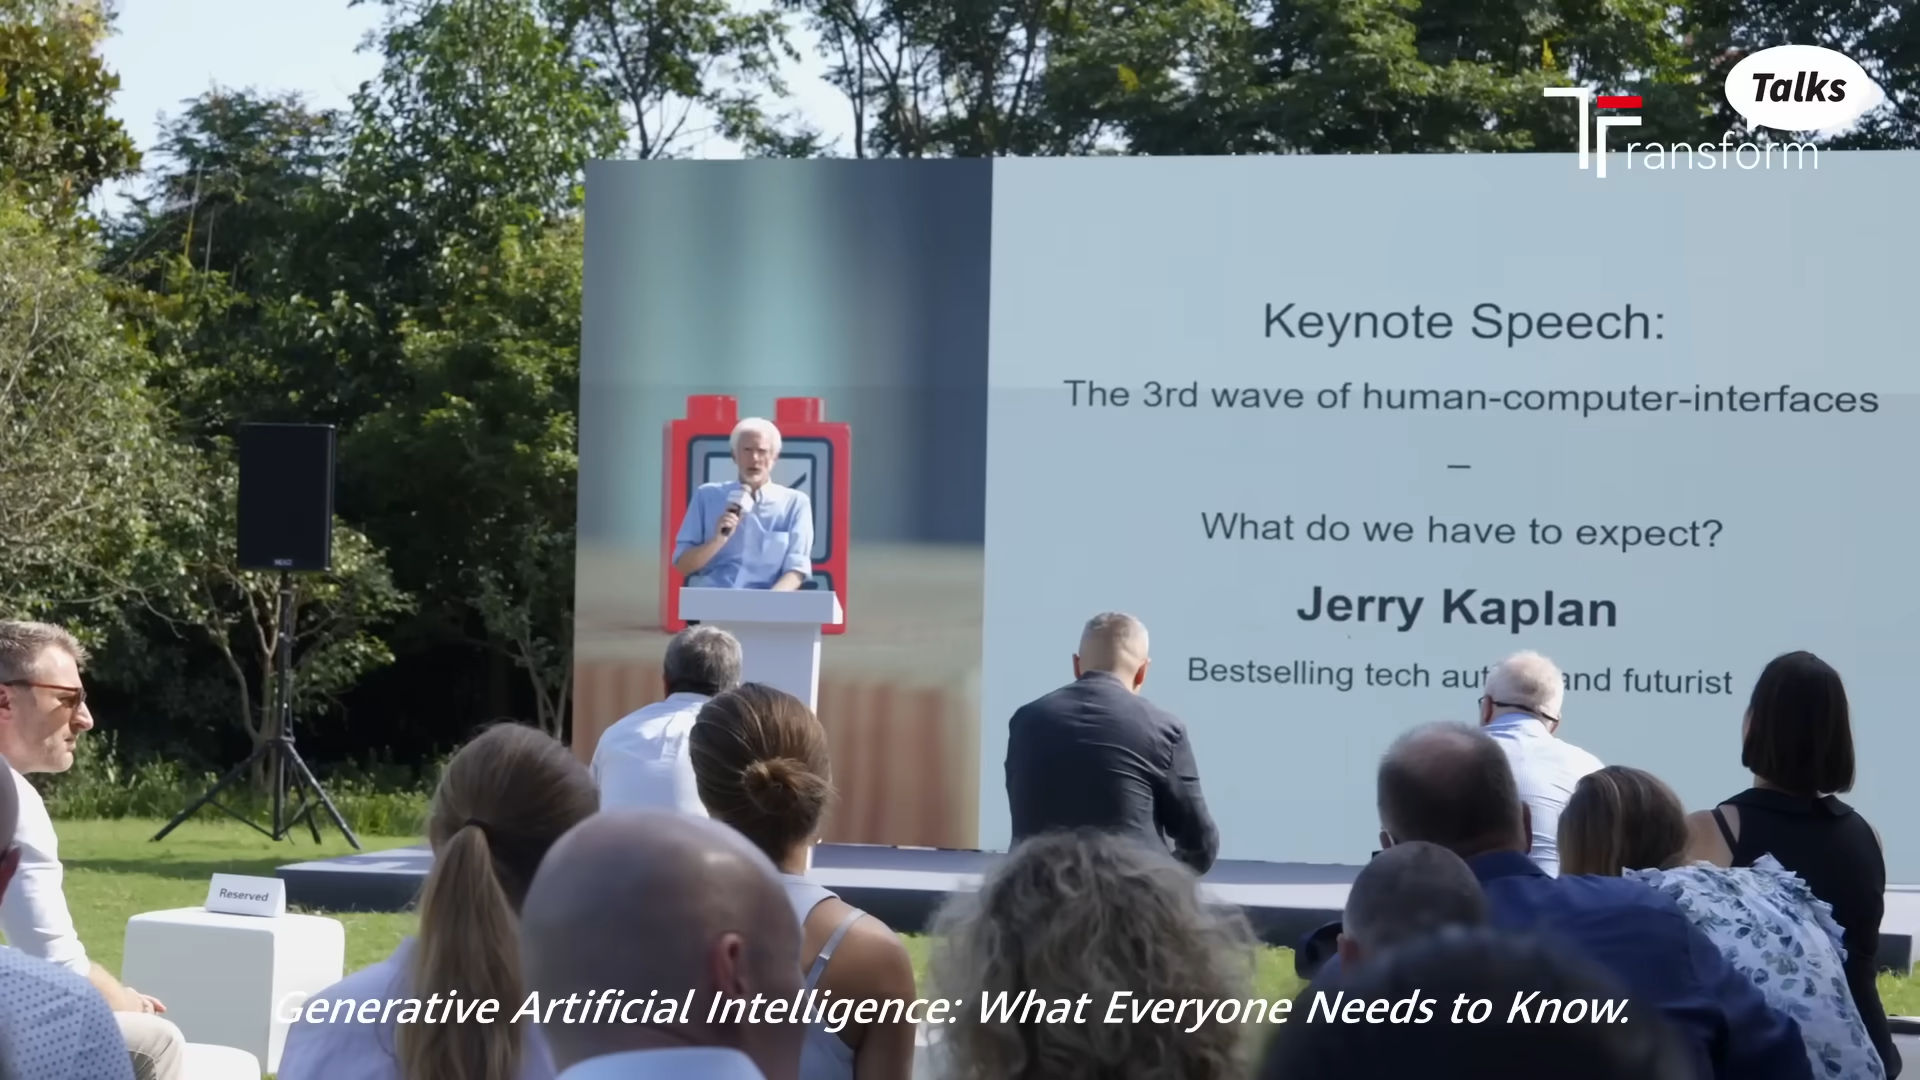 Talks
Transform
Keynote Speech:
The 3rd wave of human-computer-interfaces
–
What do we have to expect?
Jerry Kaplan
Bestselling tech aut and futurist
Reserved
Generative Artificial Intelligence: What Everyone Needs to Know.